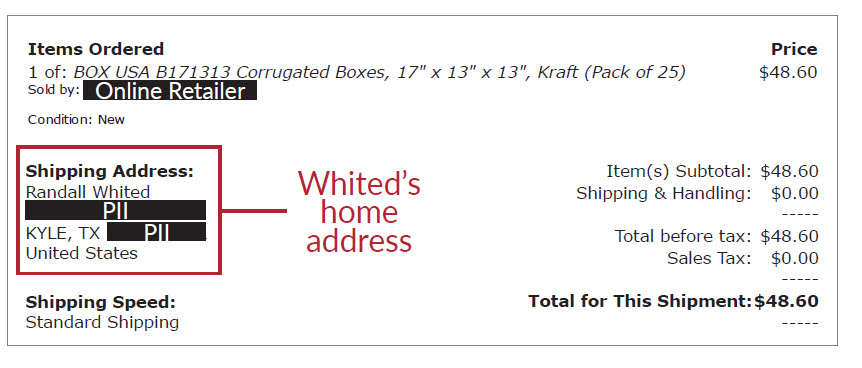 Items Ordered Price
1 of: BOX USA B171313 Corrugated Boxes, 17" x 13" x 13", Kraft (Pack of 25) $48.60
Sold by: Online Retailer
Condition: New
Shipping Address:
Randall Whited
PII
KYLE, TX PII
United States
Shipping Speed:
Standard Shipping
Whited's
home
address
Item(s) Subtotal: $48.60
Shipping & Handling: $0.00
-----
Total before tax: $48.60
Sales Tax: $0.00
-----
Total for This Shipment: $48.60
-----